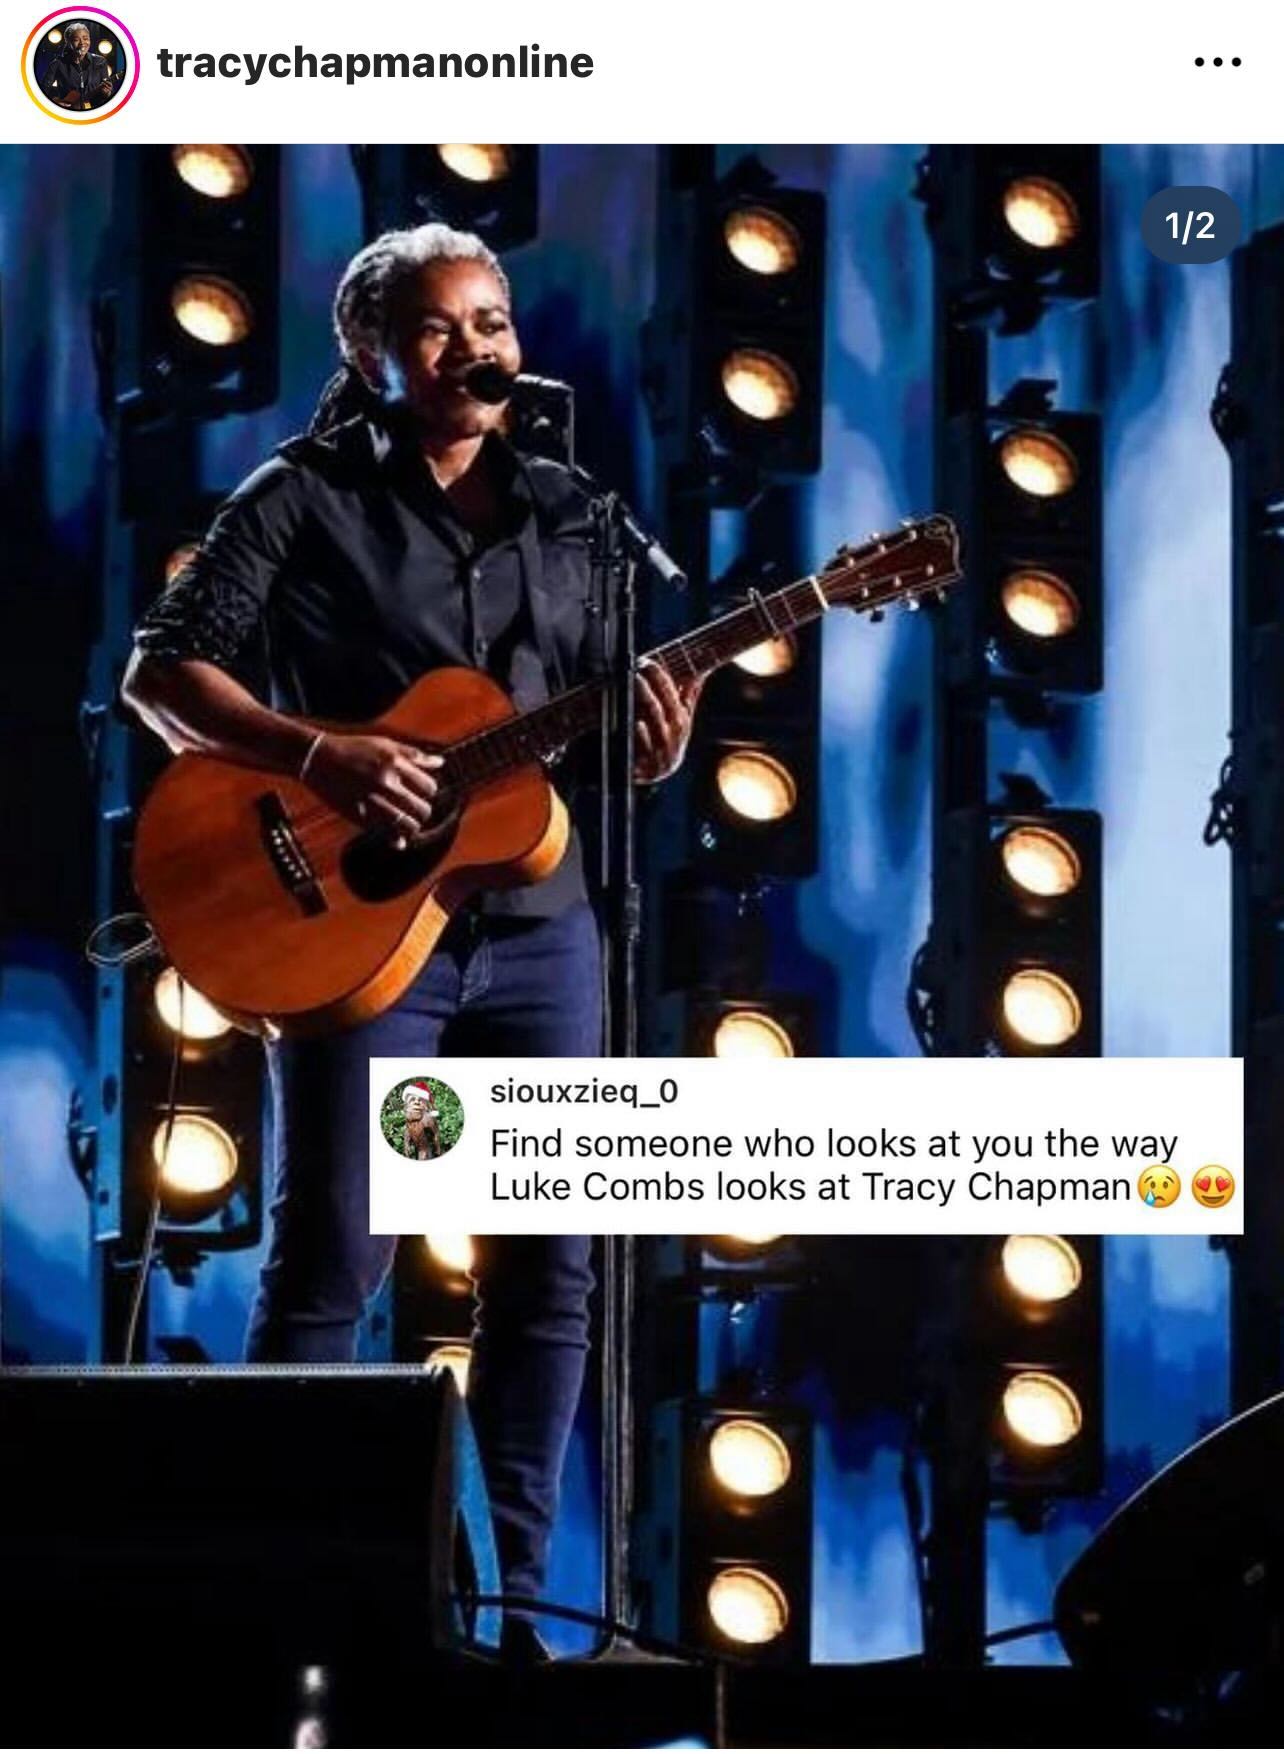 tracychapmanonline
1/2
siouxzieq_0
Find someone who looks at you the way
Luke Combs looks at Tracy Chapman😢😍